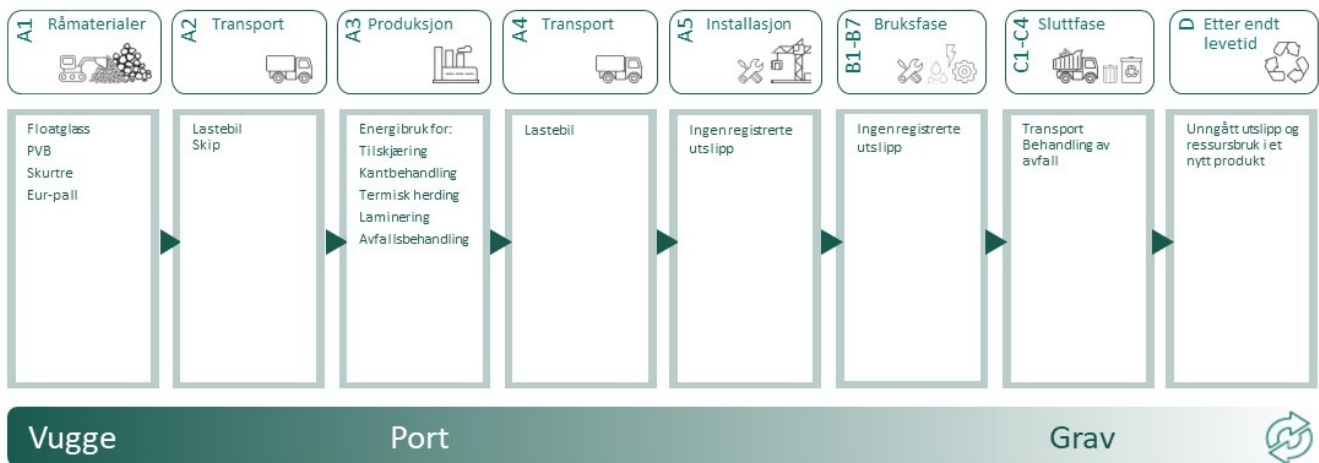 A1 Råmaterialer
A2 Transport
A3 Produksjon
A4 Transport
A5 Installasjon
B1-B7 Bruksfase
C1-C4 Sluttfase
D Etter endt
levetid
Floatglass
PVB
Skurtre
Eur-pall
Lastebil
Skip
Energibruk for:
Tilskjæring
Kantbehandling
Termisk herding
Laminering
Avfallsbehandling
Lastebil
Ingen registrerte
utslipp
Ingen registrerte
utslipp
Transport
Behandling av
avfall
Unngått utslipp og
ressursbruk i et
nytt produkt
Vugge
Port
Grav